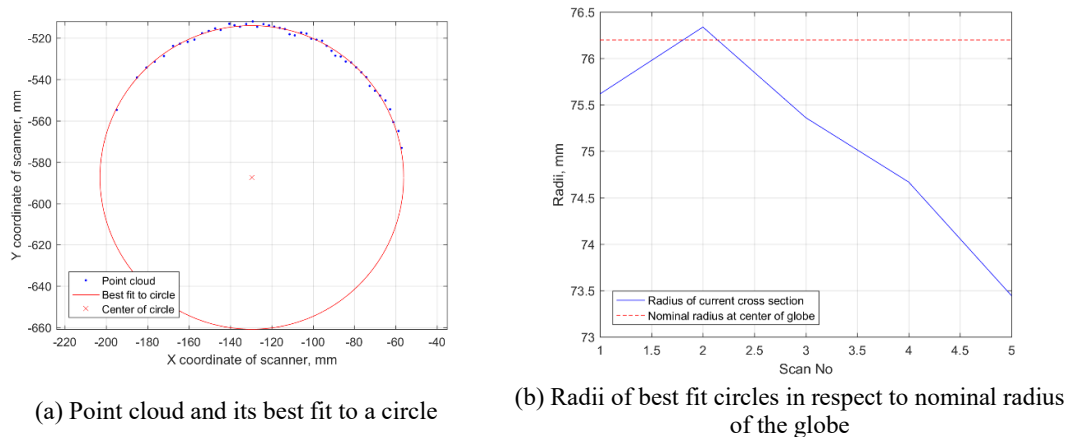 -520
-540
-560
-580
-600
-620
-640
-660
Y coordinate of scanner, mm
Point cloud
Best fit to circle
Center of circle
-220 -200 -180 -160 -140 -120 -100 -80 -60 -40
X coordinate of scanner, mm
(a) Point cloud and its best fit to a circle
76.5
76
75.5
75
74.5
74
73.5
73
Radii, mm
Radius of current cross section
Nominal radius at center of globe
1 1.5 2 2.5 3 3.5 4 4.5 5
Scan No
(b) Radii of best fit circles in respect to nominal radius
of the globe